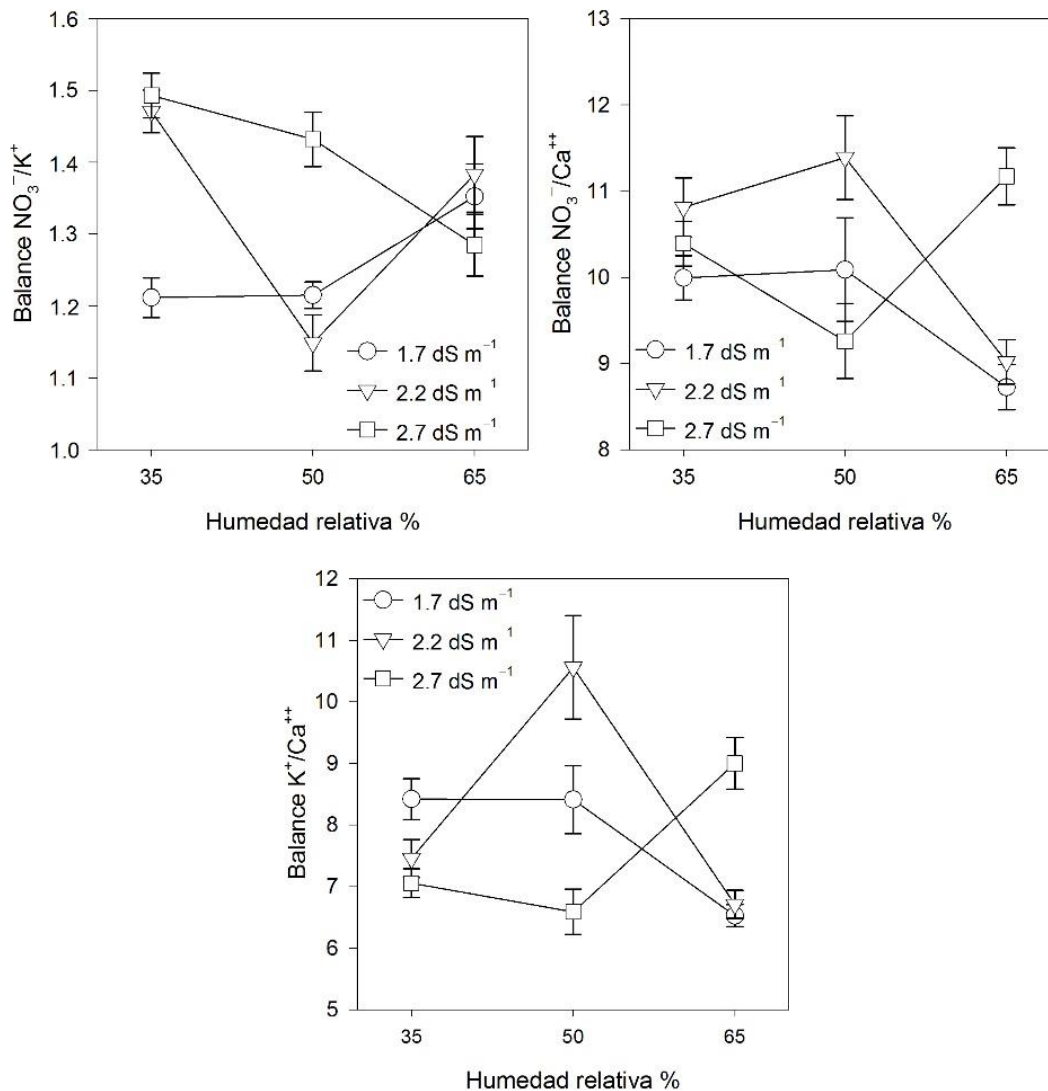 Balance NO₃⁻/K⁺
1.6
1.5
1.4
1.3
1.2
1.1
1.0
1.7 dS m⁻¹
2.2 dS m⁻¹
2.7 dS m⁻¹
35 50 65
Humedad relativa %
Balance NO₃⁻/Ca⁺⁺
13
12
11
10
9
8
1.7 dS m⁻¹
2.2 dS m⁻¹
2.7 dS m⁻¹
35 50 65
Humedad relativa %
Balance K⁺/Ca⁺⁺
12
11
10
9
8
7
6
5
1.7 dS m⁻¹
2.2 dS m⁻¹
2.7 dS m⁻¹
35 50 65
Humedad relativa %